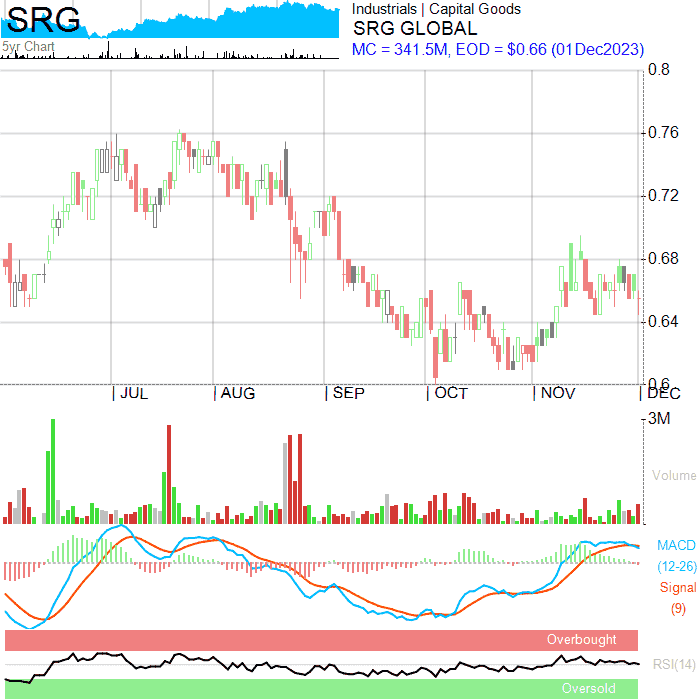 SRG
5yr Chart
Industrials | Capital Goods
SRG GLOBAL
MC = 341.5M, EOD = $0.66 (01Dec2023)
0.8
0.76
0.72
0.68
0.64
0.6
JUL AUG SEP OCT NOV DEC
3M
Volume
MACD
(12-26)
Signal
(9)
Overbought
RSI(14)
Oversold